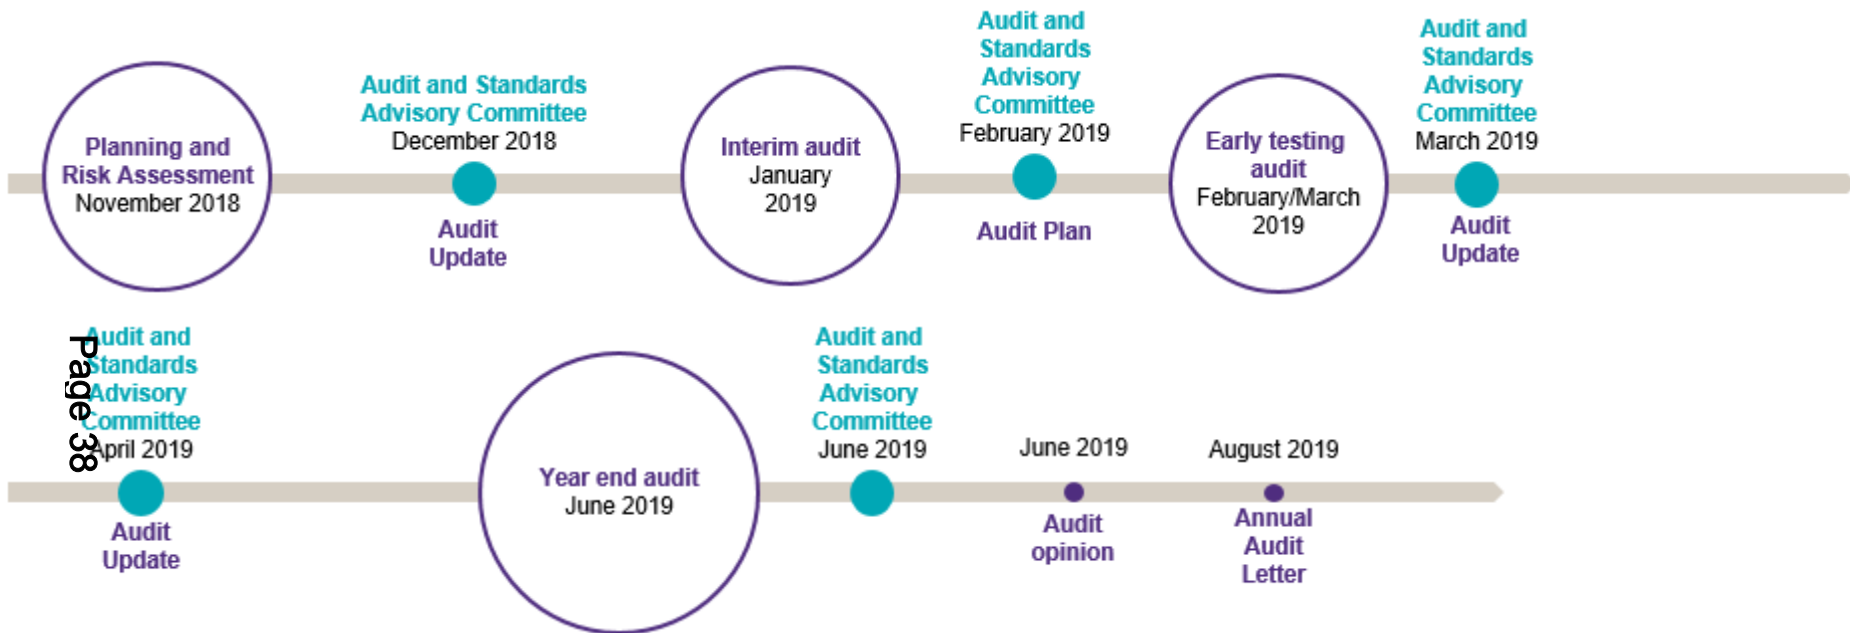 Planning and
Risk Assessment
November 2018
Audit and Standards
Advisory Committee
December 2018
Audit
Update
Interim audit
January
2019
Audit and
Standards
Advisory
Committee
February 2019
Audit Plan
Early testing
audit
February/March
2019
Audit and
Standards
Advisory
Committee
March 2019
Audit
Update
Page 38
Audit and
Standards
Advisory
Committee
April 2019
Audit
Update
Year end audit
June 2019
Audit and
Standards
Advisory
Committee
June 2019
June 2019
Audit
opinion
August 2019
Annual
Audit
Letter